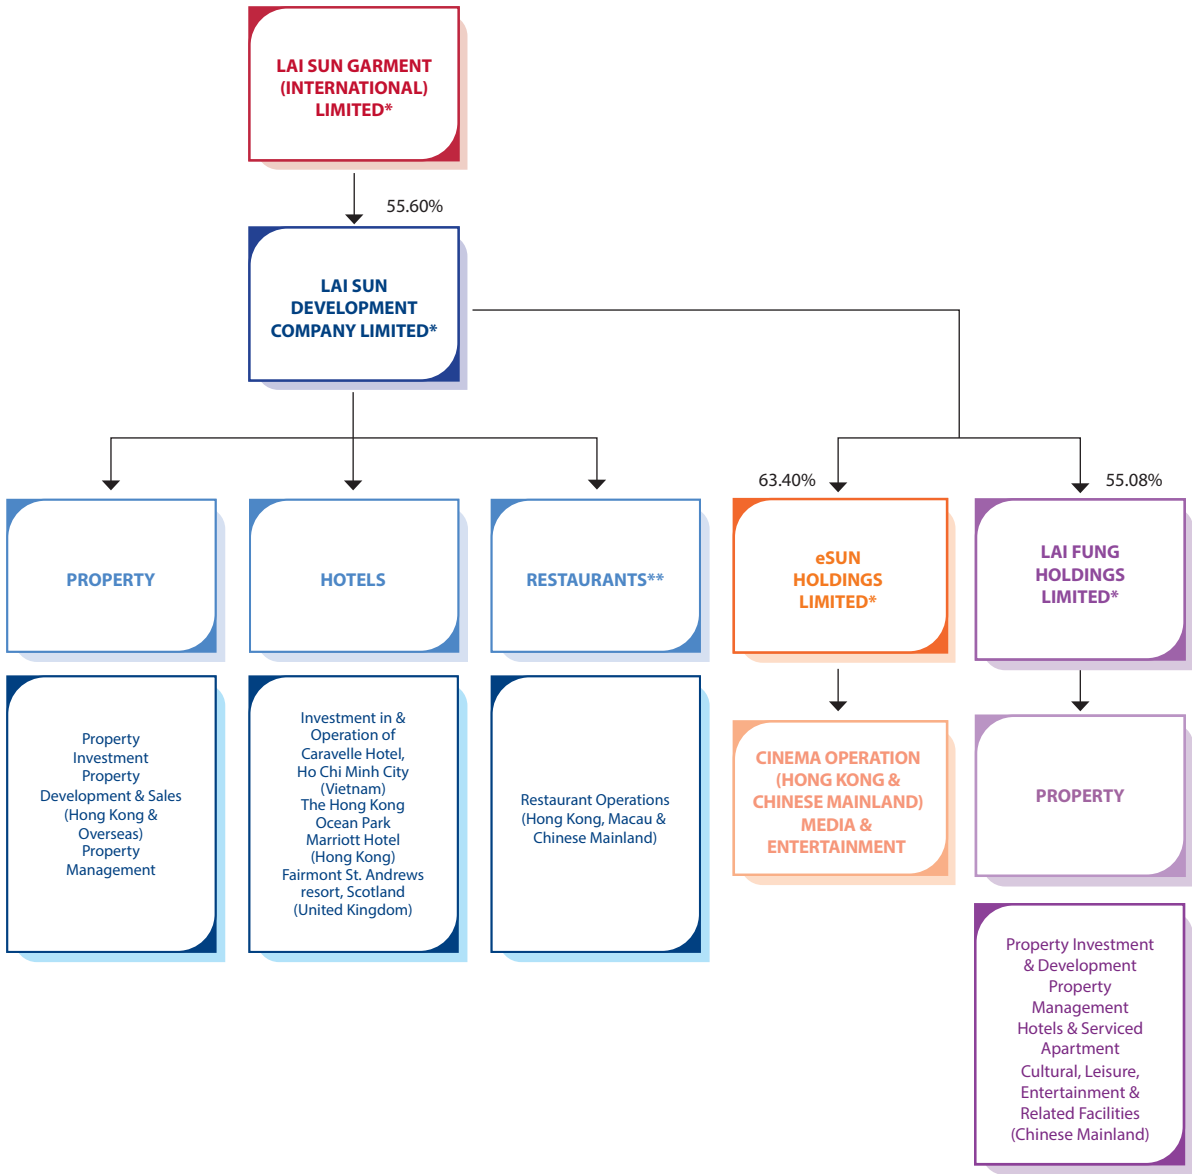 LAI SUN GARMENT
(INTERNATIONAL)
LIMITED*
55.60%
LAI SUN
DEVELOPMENT
COMPANY LIMITED*
63.40%
55.08%
PROPERTY
HOTELS
RESTAURANTS**
eSUN
HOLDINGS
LIMITED*
LAI FUNG
HOLDINGS
LIMITED*
Property
Investment
Property
Development & Sales
(Hong Kong &
Overseas)
Property
Management
Investment in &
Operation of
Caravelle Hotel,
Ho Chi Minh City
(Vietnam)
The Hong Kong
Ocean Park
Marriott Hotel
(Hong Kong)
Fairmont St. Andrews
resort, Scotland
(United Kingdom)
Restaurant Operations
(Hong Kong, Macau &
Chinese Mainland)
CINEMA OPERATION
(HONG KONG &
CHINESE MAINLAND)
MEDIA &
ENTERTAINMENT
PROPERTY
Property Investment
& Development
Property
Management
Hotels & Serviced
Apartment
Cultural, Leisure,
Entertainment &
Related Facilities
(Chinese Mainland)